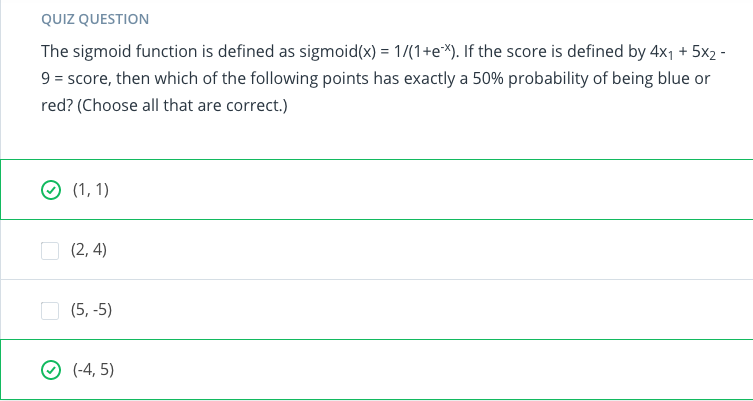 QUIZ QUESTION
The sigmoid function is defined as sigmoid(x) = 1/(1+e⁻ˣ). If the score is defined by 4x₁ + 5x₂ -
9 = score, then which of the following points has exactly a 50% probability of being blue or
red? (Choose all that are correct.)
(1, 1)
(2, 4)
(5, -5)
(-4, 5)